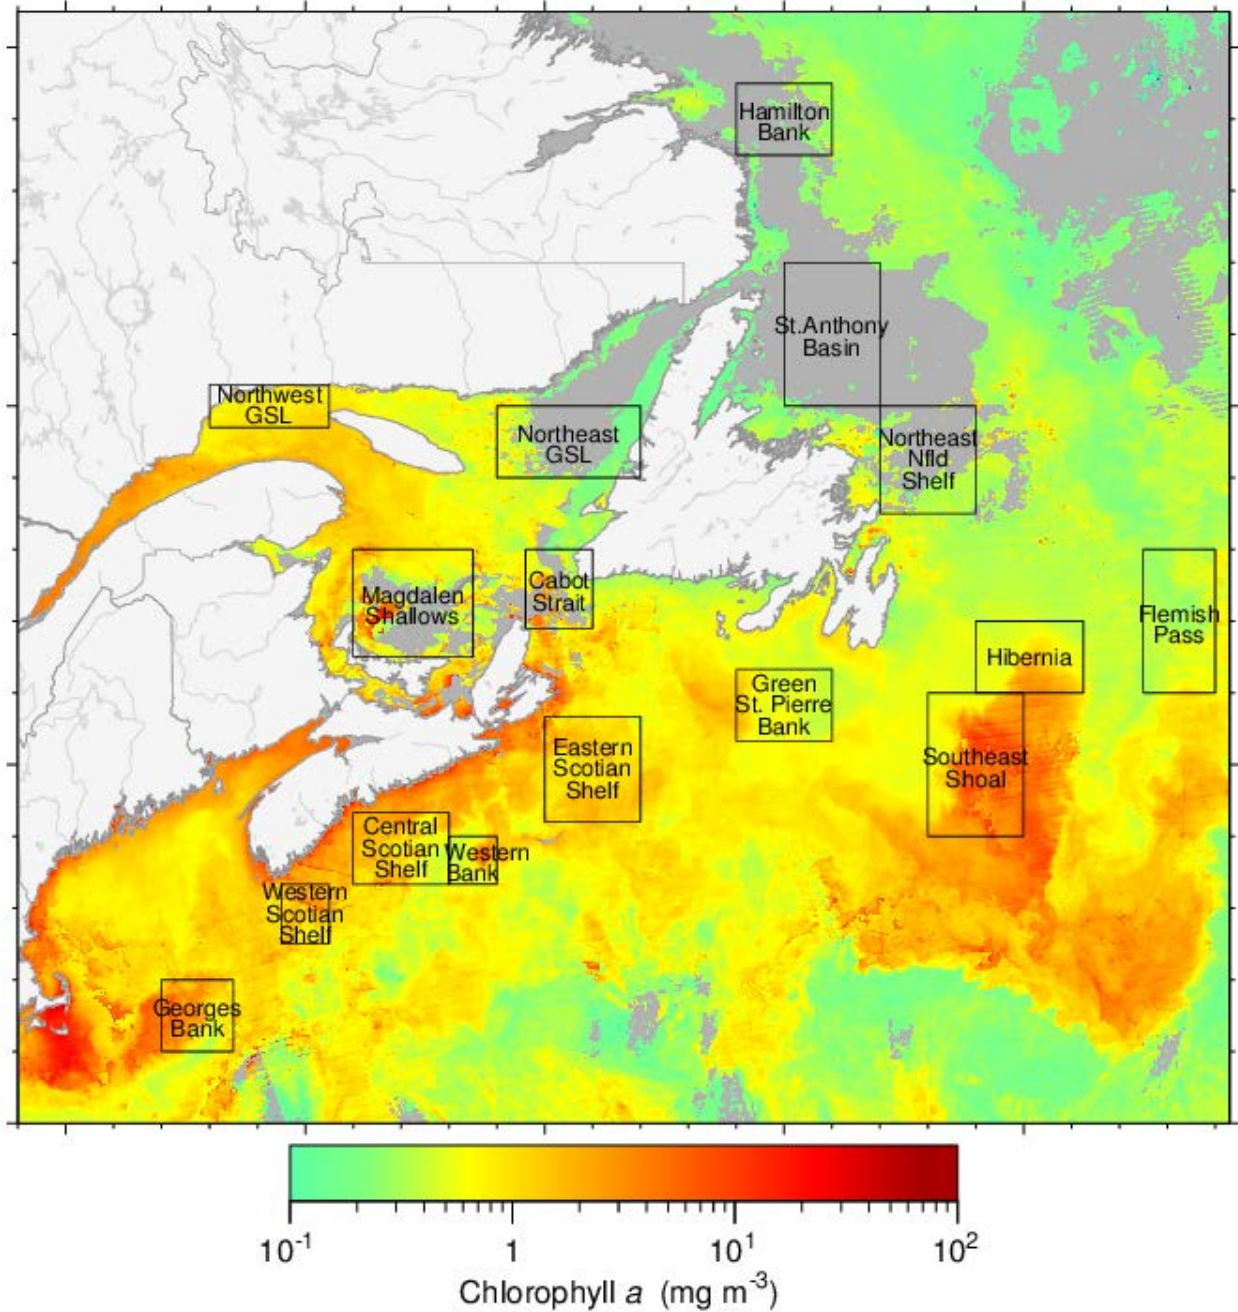 Hamilton
Bank
St.Anthony
Basin
Northwest
GSL
Northeast
GSL
Northeast
Nfld
Shelf
Magdalen
Shallows
Cabot
Strait
Flemish
Pass
Hibernia
Green
St. Pierre
Bank
Eastern
Scotian
Shelf
Southeast
Shoal
Central
Scotian
Shelf
Western
Bank
Western
Scotian
Shelf
Georges
Bank
10⁻¹ 1 10¹ 10²
Chlorophyll a (mg m⁻³)